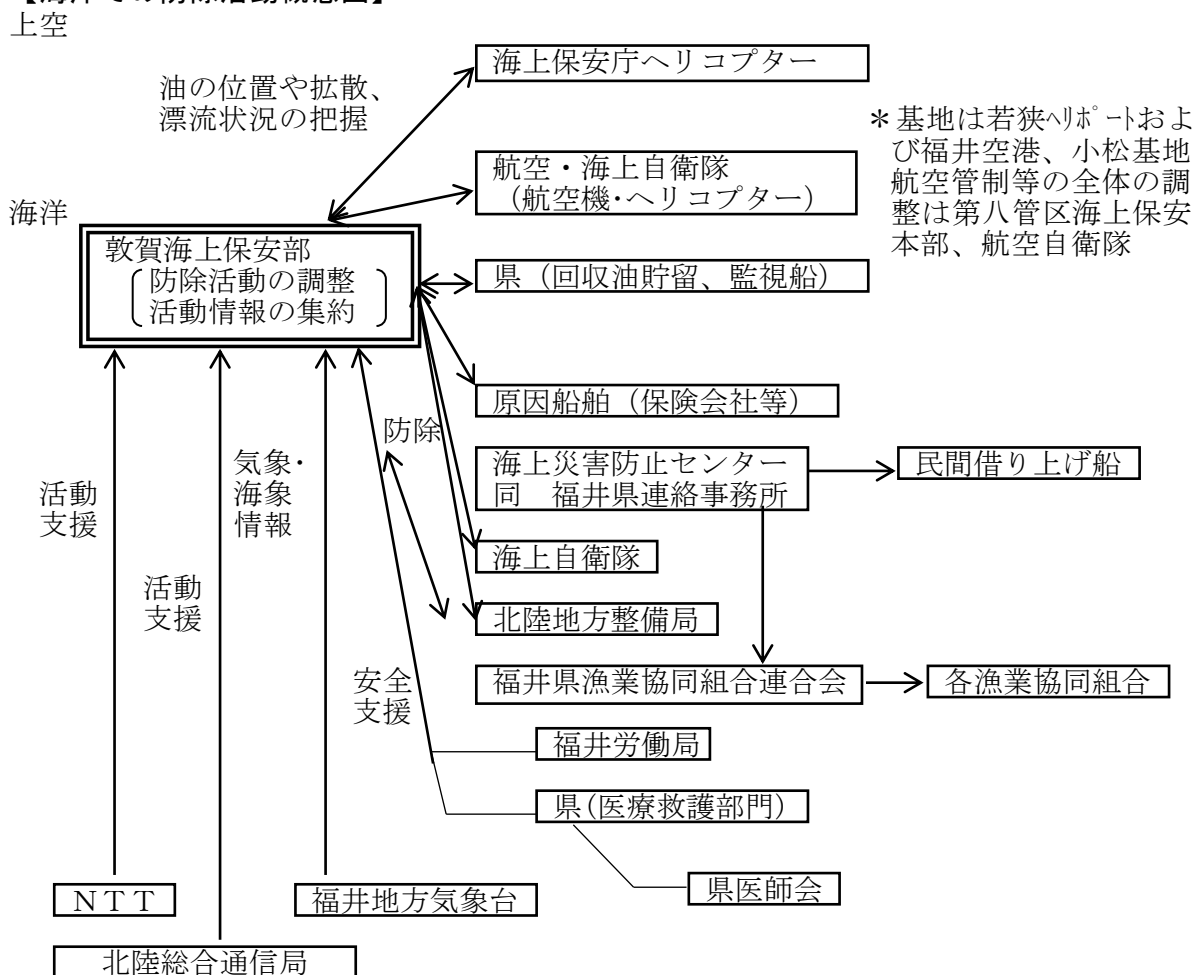 【海洋での防除活動概念図】
上空
海上保安庁ヘリコプター
油の位置や拡散、
漂流状況の把握
＊基地は若狭ﾍﾘﾎﾟｰﾄおよ
び福井空港、小松基地
航空管制等の全体の調
整は第八管区海上保安
本部、航空自衛隊
航空・海上自衛隊
（航空機・ヘリコプター）
海洋
敦賀海上保安部
防除活動の調整
活動情報の集約
県（回収油貯留、監視船）
原因船舶（保険会社等）
防除
海上災害防止センター
同　福井県連絡事務所
民間借り上げ船
気象・
海象
情報
活動
支援
海上自衛隊
活動
支援
北陸地方整備局
安全
支援
福井県漁業協同組合連合会
各漁業協同組合
福井労働局
県（医療救護部門）
県医師会
ＮＴＴ
福井地方気象台
北陸総合通信局